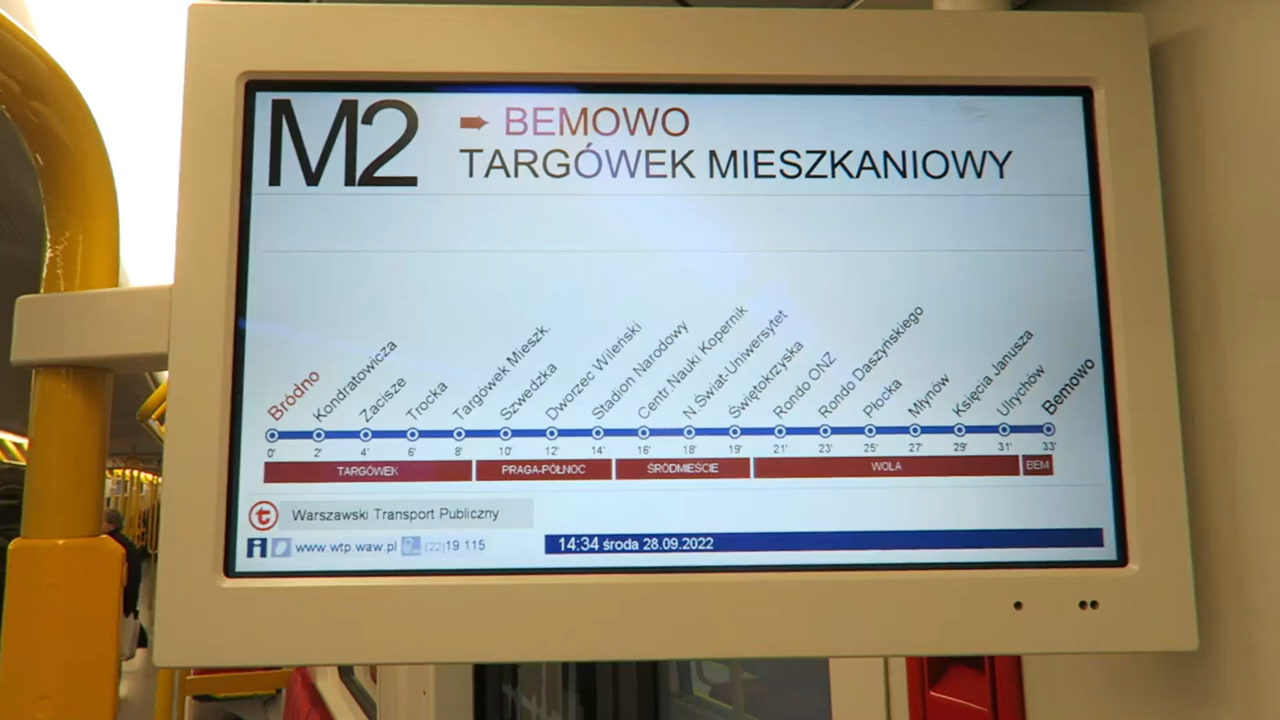 M2
➨ BEMOWO
TARGÓWEK MIESZKANIOWY
Bródno
Kondratowicza
Zacisze
Trocka
Targówek Mieszk.
Szwedzka
Dworzec Wileński
Stadion Narodowy
Centr Nauki Kopernik
N.Świat-Uniwersytet
Świętokrzyska
Rondo ONZ
Rondo Daszyńskiego
Płocka
Młynów
Księcia Janusza
Ulrychów
Bemowo
0' 2' 4' 6' 8' 10' 12' 14' 16' 18' 19' 21' 23' 25' 27' 29' 31' 33'
TARGÓWEK PRAGA-PÓŁNOC ŚRÓDMIEŚCIE WOLA BEM
Warszawski Transport Publiczny
www.wtp.waw.pl (22)19 115
14:34 środa 28.09.2022